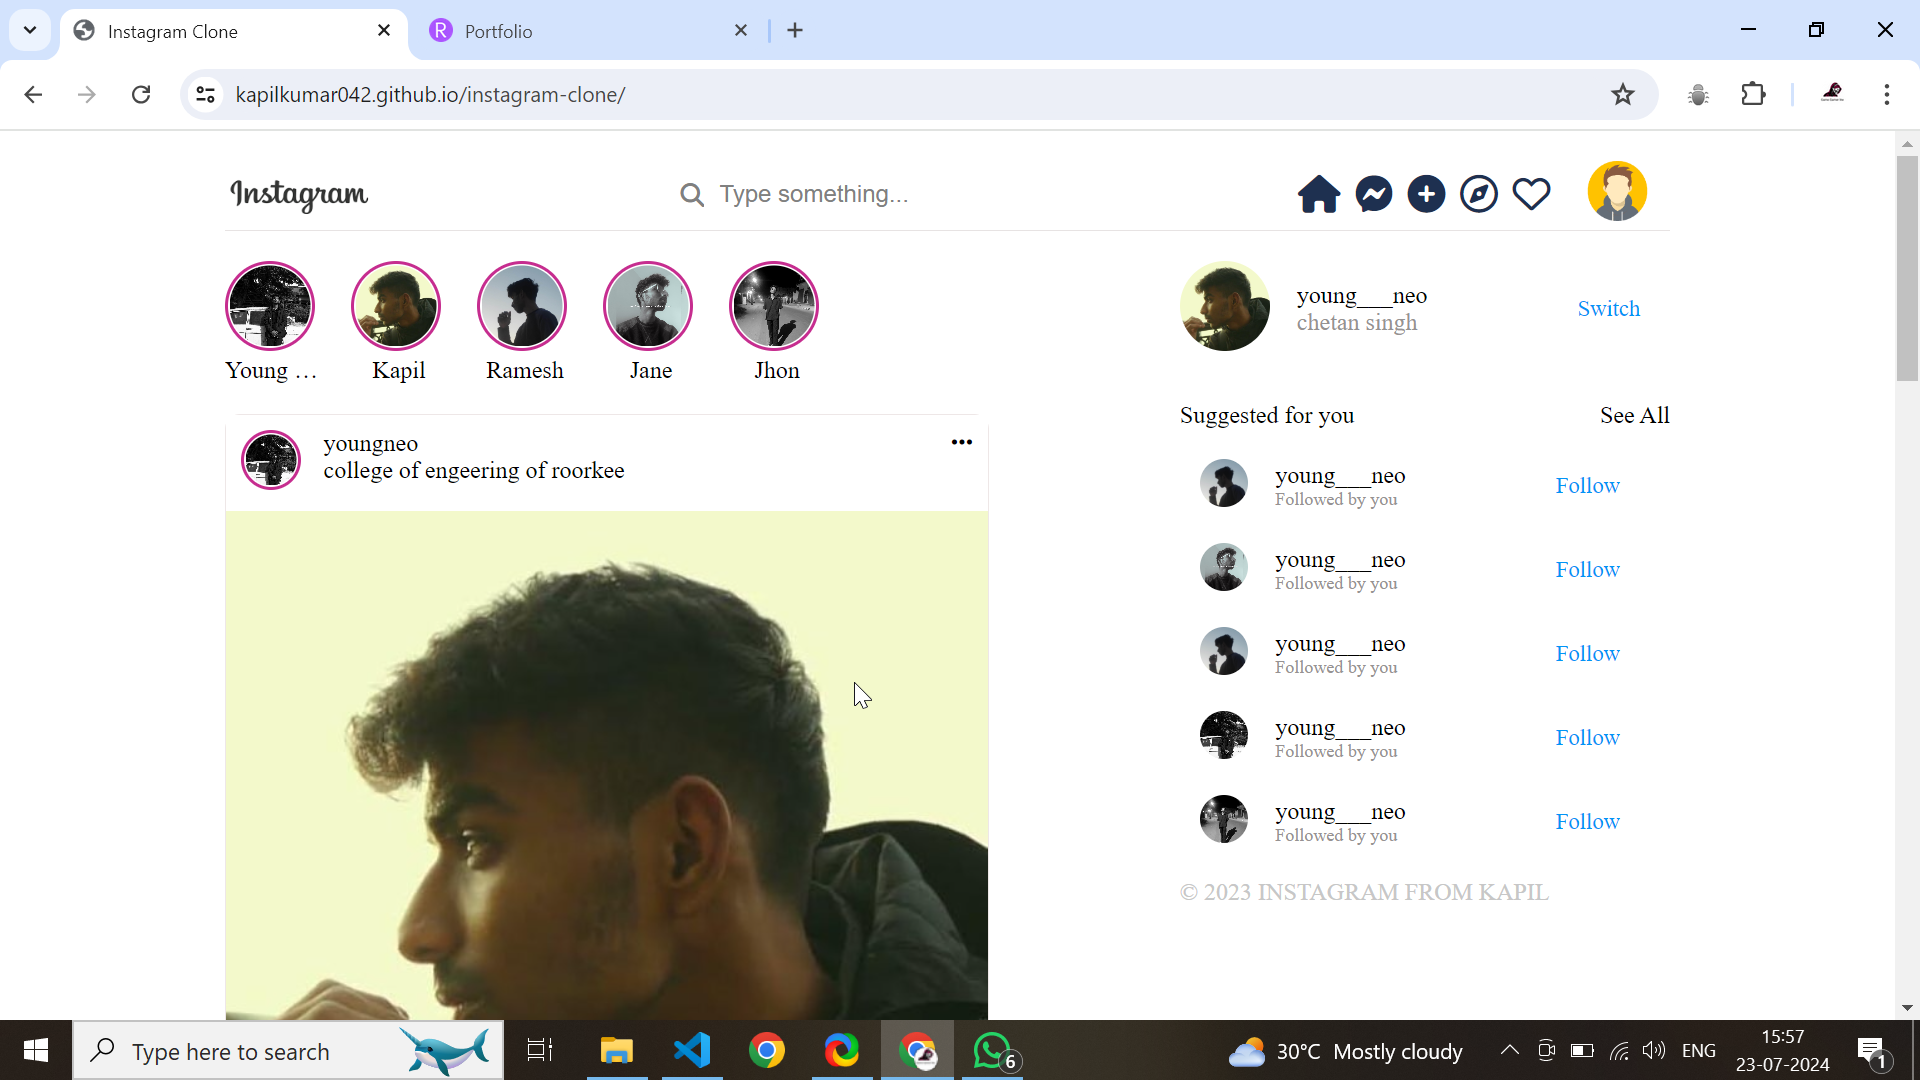 Instagram Clone
Portfolio
kapilkumar042.github.io/instagram-clone/
Instagram
Type something...
Young …
Kapil
Ramesh
Jane
Jhon
young___neo
chetan singh
Switch
youngneo
college of engeering of roorkee
Suggested for you
See All
young___neo
Followed by you
Follow
young___neo
Followed by you
Follow
young___neo
Followed by you
Follow
young___neo
Followed by you
Follow
young___neo
Followed by you
Follow
© 2023 INSTAGRAM FROM KAPIL
Type here to search
6
30°C Mostly cloudy
ENG
15:57
23-07-2024
1